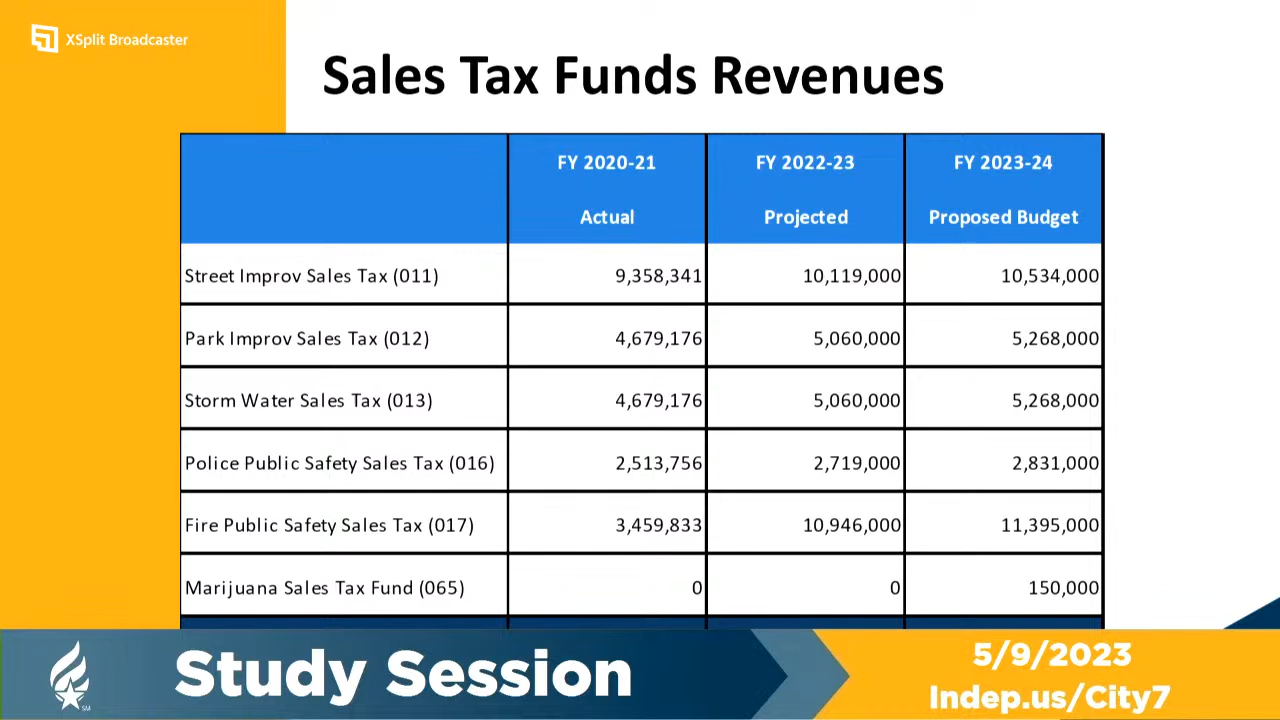 XSplit Broadcaster
Sales Tax Funds Revenues
FY 2020-21 FY 2022-23 FY 2023-24
Actual Projected Proposed Budget
Street Improv Sales Tax (011) 9,358,341 10,119,000 10,534,000
Park Improv Sales Tax (012) 4,679,176 5,060,000 5,268,000
Storm Water Sales Tax (013) 4,679,176 5,060,000 5,268,000
Police Public Safety Sales Tax (016) 2,513,756 2,719,000 2,831,000
Fire Public Safety Sales Tax (017) 3,459,833 10,946,000 11,395,000
Marijuana Sales Tax Fund (065) 0 0 150,000
Study Session
5/9/2023
Indep.us/City7
SM